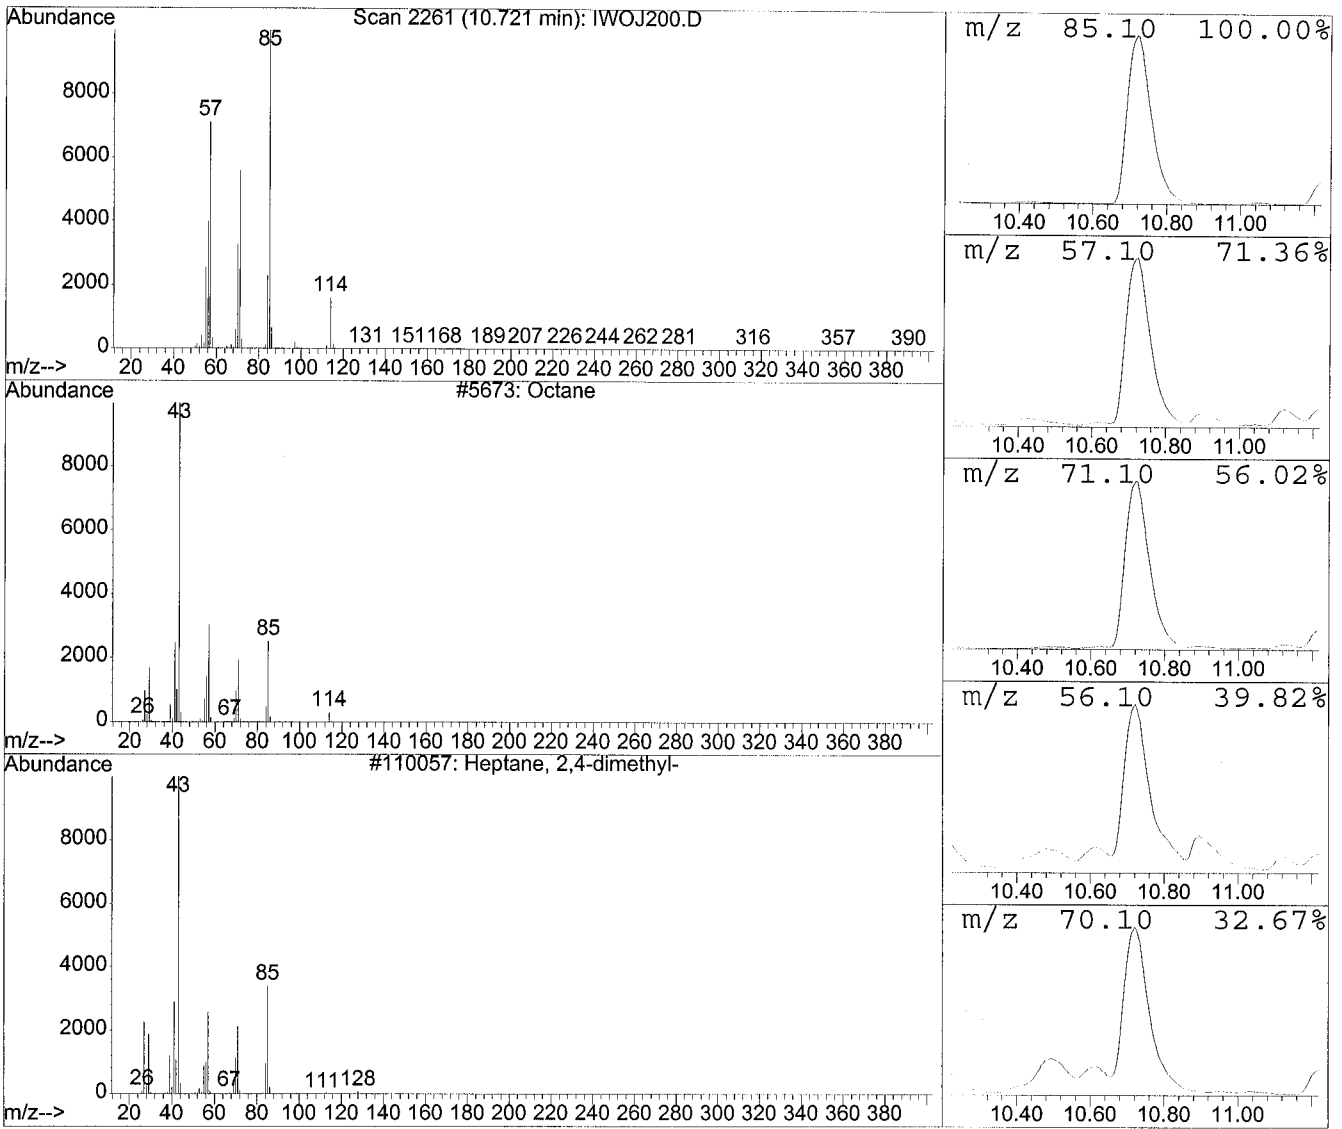 Abundance
Scan 2261 (10.721 min): IWOJ200.D
85
8000
57
6000
4000
2000
114
131 151 168 189 207 226 244 262 281 316 357 390
0
m/z--> 20 40 60 80 100 120 140 160 180 200 220 240 260 280 300 320 340 360 380
Abundance
#5673: Octane
43
8000
6000
4000
85
2000
26 67 114
0
m/z--> 20 40 60 80 100 120 140 160 180 200 220 240 260 280 300 320 340 360 380
Abundance
#110057: Heptane, 2,4-dimethyl-
43
8000
6000
4000
85
2000
26 67 111 128
0
m/z--> 20 40 60 80 100 120 140 160 180 200 220 240 260 280 300 320 340 360 380
m/z 85.10 100.00%
10.40 10.60 10.80 11.00
m/z 57.10 71.36%
10.40 10.60 10.80 11.00
m/z 71.10 56.02%
10.40 10.60 10.80 11.00
m/z 56.10 39.82%
10.40 10.60 10.80 11.00
m/z 70.10 32.67%
10.40 10.60 10.80 11.00